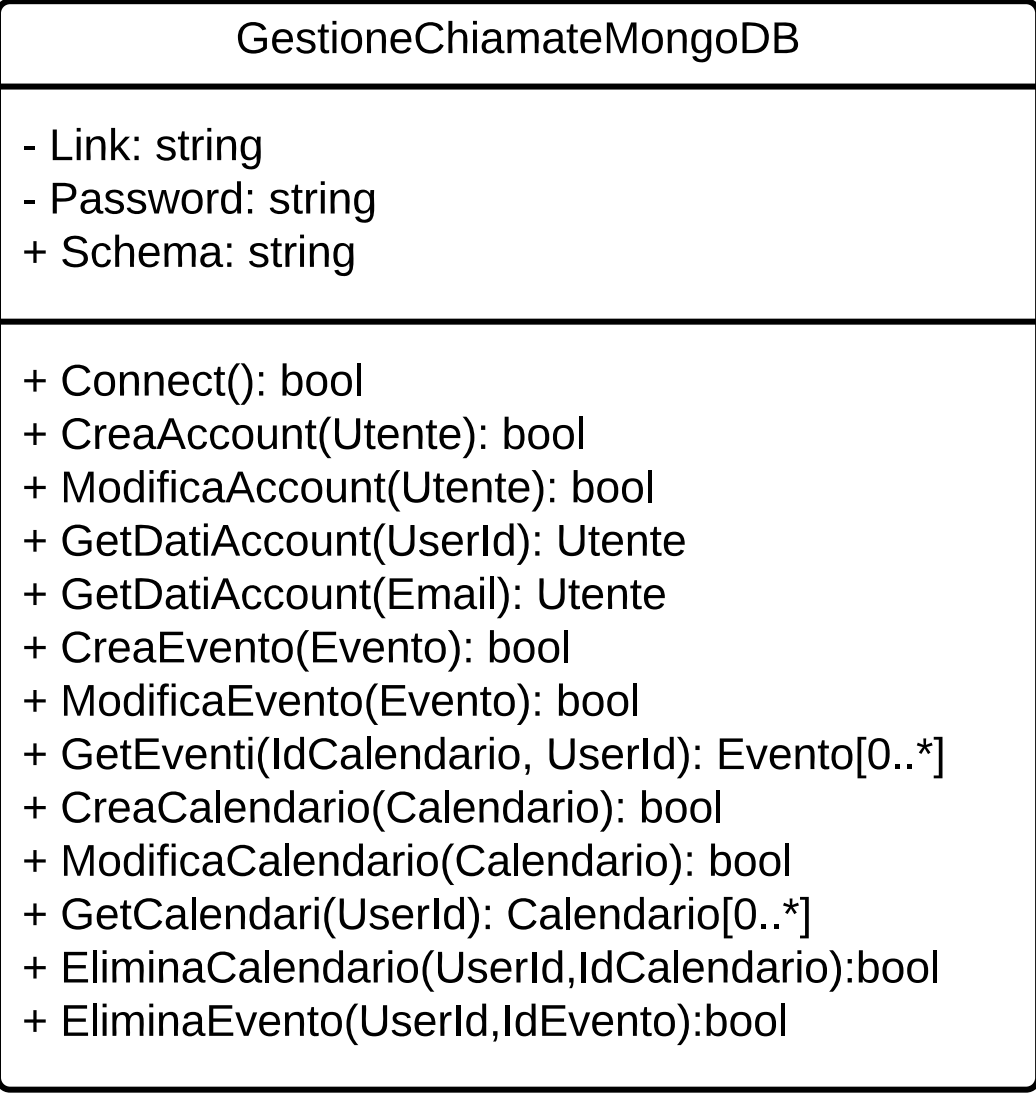 GestioneChiamateMongoDB
- Link: string
- Password: string
+ Schema: string
+ Connect(): bool
+ CreaAccount(Utente): bool
+ ModificaAccount(Utente): bool
+ GetDatiAccount(UserId): Utente
+ GetDatiAccount(Email): Utente
+ CreaEvento(Evento): bool
+ ModificaEvento(Evento): bool
+ GetEventi(IdCalendario, UserId): Evento[0..*]
+ CreaCalendario(Calendario): bool
+ ModificaCalendario(Calendario): bool
+ GetCalendari(UserId): Calendario[0..*]
+ EliminaCalendario(UserId,IdCalendario):bool
+ EliminaEvento(UserId,IdEvento):bool